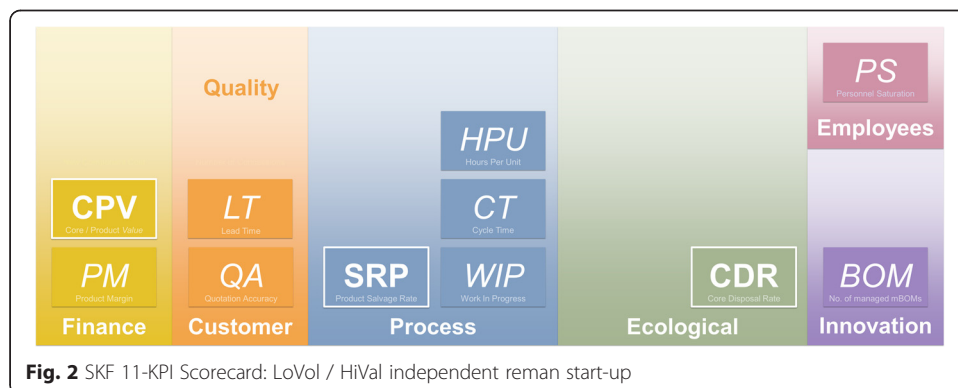 Quality
PS
Personnel Saturation
Employees
HPU
Hours Per Unit
CPV
Core / Product Value
LT
Lead Time
CT
Cycle Time
PM
Product Margin
QA
Quotation Accuracy
SRP
Product Salvage Rate
WIP
Work In Progress
CDR
Core Disposal Rate
BOM
No. of managed mBOMs
Finance
Customer
Process
Ecological
Innovation
Fig. 2 SKF 11-KPI Scorecard: LoVol / HiVal independent reman start-up